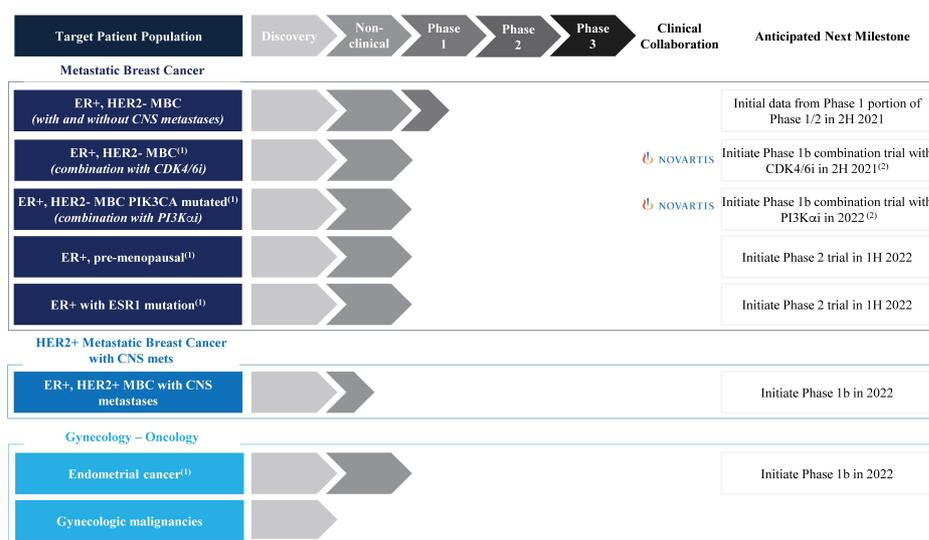 Target Patient Population
Discovery
Non-
clinical
Phase
1
Phase
2
Phase
3
Clinical
Collaboration
Anticipated Next Milestone
Metastatic Breast Cancer
ER+, HER2- MBC
(with and without CNS metastases)
Initial data from Phase 1 portion of
Phase 1/2 in 2H 2021
ER+, HER2- MBC(1)
(combination with CDK4/6i)
NOVARTIS
Initiate Phase 1b combination trial with
CDK4/6i in 2H 2021(2)
ER+, HER2- MBC PIK3CA mutated(1)
(combination with PI3Kαi)
NOVARTIS
Initiate Phase 1b combination trial with
PI3Kαi in 2022 (2)
ER+, pre-menopausal(1)
Initiate Phase 2 trial in 1H 2022
ER+ with ESR1 mutation(1)
Initiate Phase 2 trial in 1H 2022
HER2+ Metastatic Breast Cancer
with CNS mets
ER+, HER2+ MBC with CNS
metastases
Initiate Phase 1b in 2022
Gynecology – Oncology
Endometrial cancer(1)
Initiate Phase 1b in 2022
Gynecologic malignancies